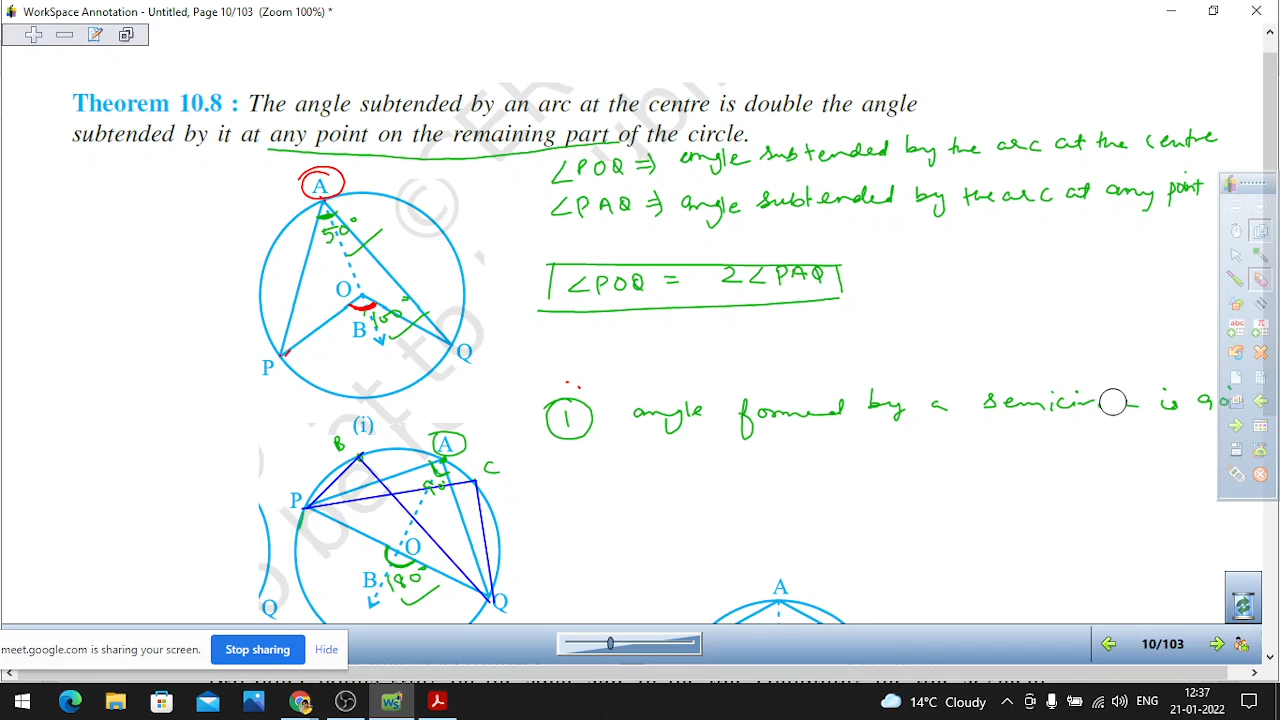 WorkSpace Annotation - Untitled, Page 10/103 (Zoom 100%) *
Theorem 10.8 : The angle subtended by an arc at the centre is double the angle
subtended by it at any point on the remaining part of the circle.
∠POQ ⇒ angle subtended by the arc at the centre
∠PAQ ⇒ angle subtended by the arc at any point
A
50°
∠POQ = 2∠PAQ
O
100°
B
P
Q
1 angle formed by a is 90°
(i)
B
A
C
90°
P
O
B
180°
Q
Q
A
abc
π
meet.google.com is sharing your screen.
Stop sharing
Hide
10/103
WS
14°C Cloudy
ENG
12:37
21-01-2022